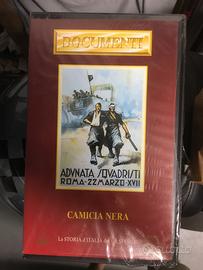 DOCUMENTI
ADVNATA SQVADRISTI
ROMA-22 MARZO-XVII
CAMICIA NERA
La STORIA d'ITALIA del